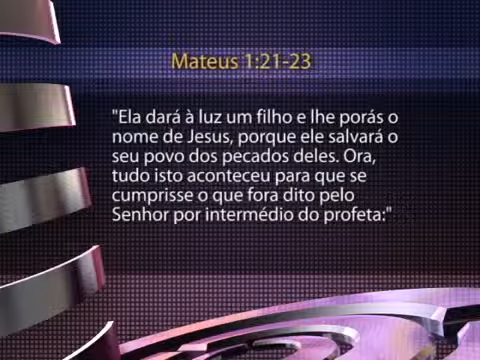 Mateus 1:21-23
"Ela dará à luz um filho e lhe porás o
nome de Jesus, porque ele salvará o
seu povo dos pecados deles. Ora,
tudo isto aconteceu para que se
cumprisse o que fora dito pelo
Senhor por intermédio do profeta:"